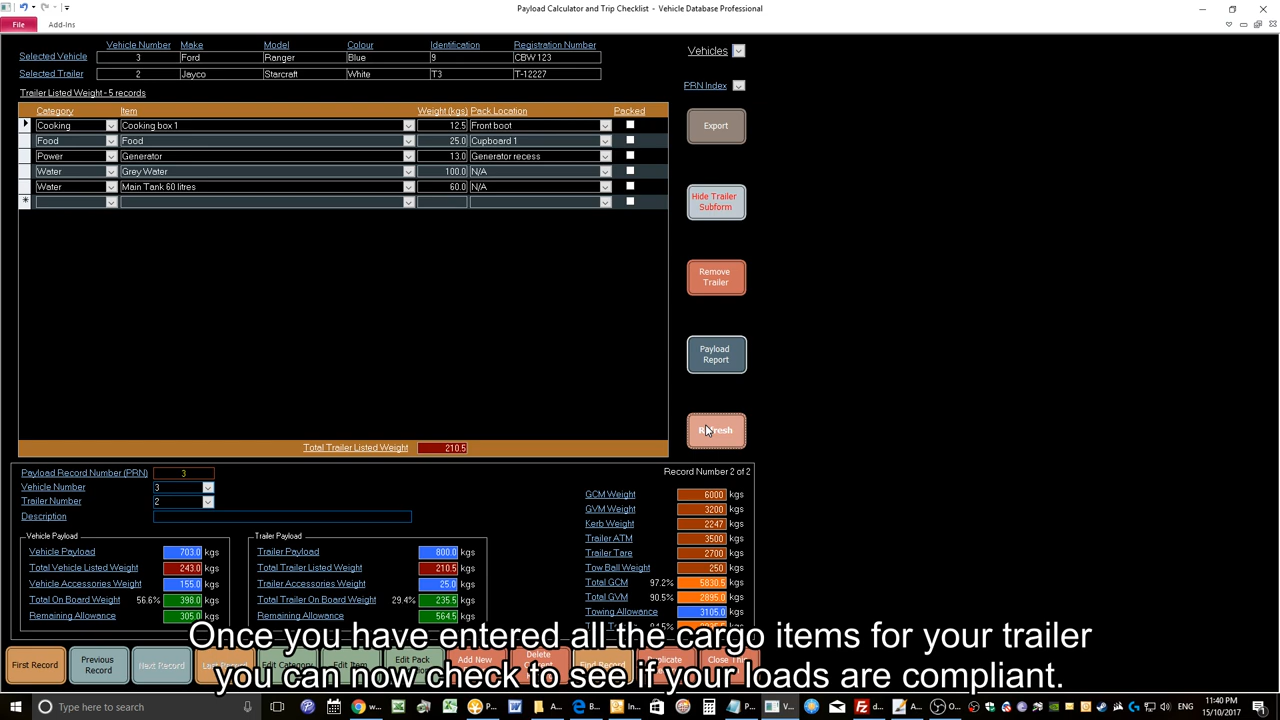 Payload Calculator and Trip Checklist - Vehicle Database Professional
File Add-Ins
Vehicle Number Make Model Colour Identification Registration Number
Selected Vehicle 3 Ford Ranger Blue 9 CBW 123
Selected Trailer 2 Jayco Starcraft White T3 T-12227
Vehicles
PRN Index
Trailer Listed Weight - 5 records
Category Item Weight (kgs) Pack Location Packed
Cooking Cooking box 1 12.5 Front boot
Food Food 25.0 Cupboard 1
Power Generator 13.0 Generator recess
Water Grey Water 100.0 N/A
Water Main Tank 60 litres 60.0 N/A
Export
Hide Trailer
Subform
Remove
Trailer
Payload
Report
Refresh
Total Trailer Listed Weight 210.5
Payload Record Number (PRN) 3
Record Number 2 of 2
Vehicle Number 3
Trailer Number 2
Description
GCM Weight 6000 kgs
GVM Weight 3200 kgs
Kerb Weight 2247 kgs
Trailer ATM 3500 kgs
Trailer Tare 2700 kgs
Tow Ball Weight 250 kgs
Total GCM 97.2% 5830.5 kgs
Total GVM 90.5% 2895.0 kgs
Towing Allowance 3105.0 kgs
Vehicle Payload
Vehicle Payload 703.0 kgs
Total Vehicle Listed Weight 243.0 kgs
Vehicle Accessories Weight 155.0 kgs
Total On Board Weight 56.6% 398.0 kgs
Remaining Allowance 305.0 kgs
Trailer Payload
Trailer Payload 800.0 kgs
Total Trailer Listed Weight 210.5 kgs
Trailer Accessories Weight 25.0 kgs
Total Trailer On Board Weight 29.4% 235.5 kgs
Remaining Allowance 564.5 kgs
Once you have entered all the cargo items for your trailer
you can now check to see if your loads are compliant.
First Record
Previous
Record
Next Record
Last Record
Edit Category
Edit Item
Edit Pack
Add New
Delete
Find Record
Duplicate
Close
Type here to search
11:40 PM
15/10/2017